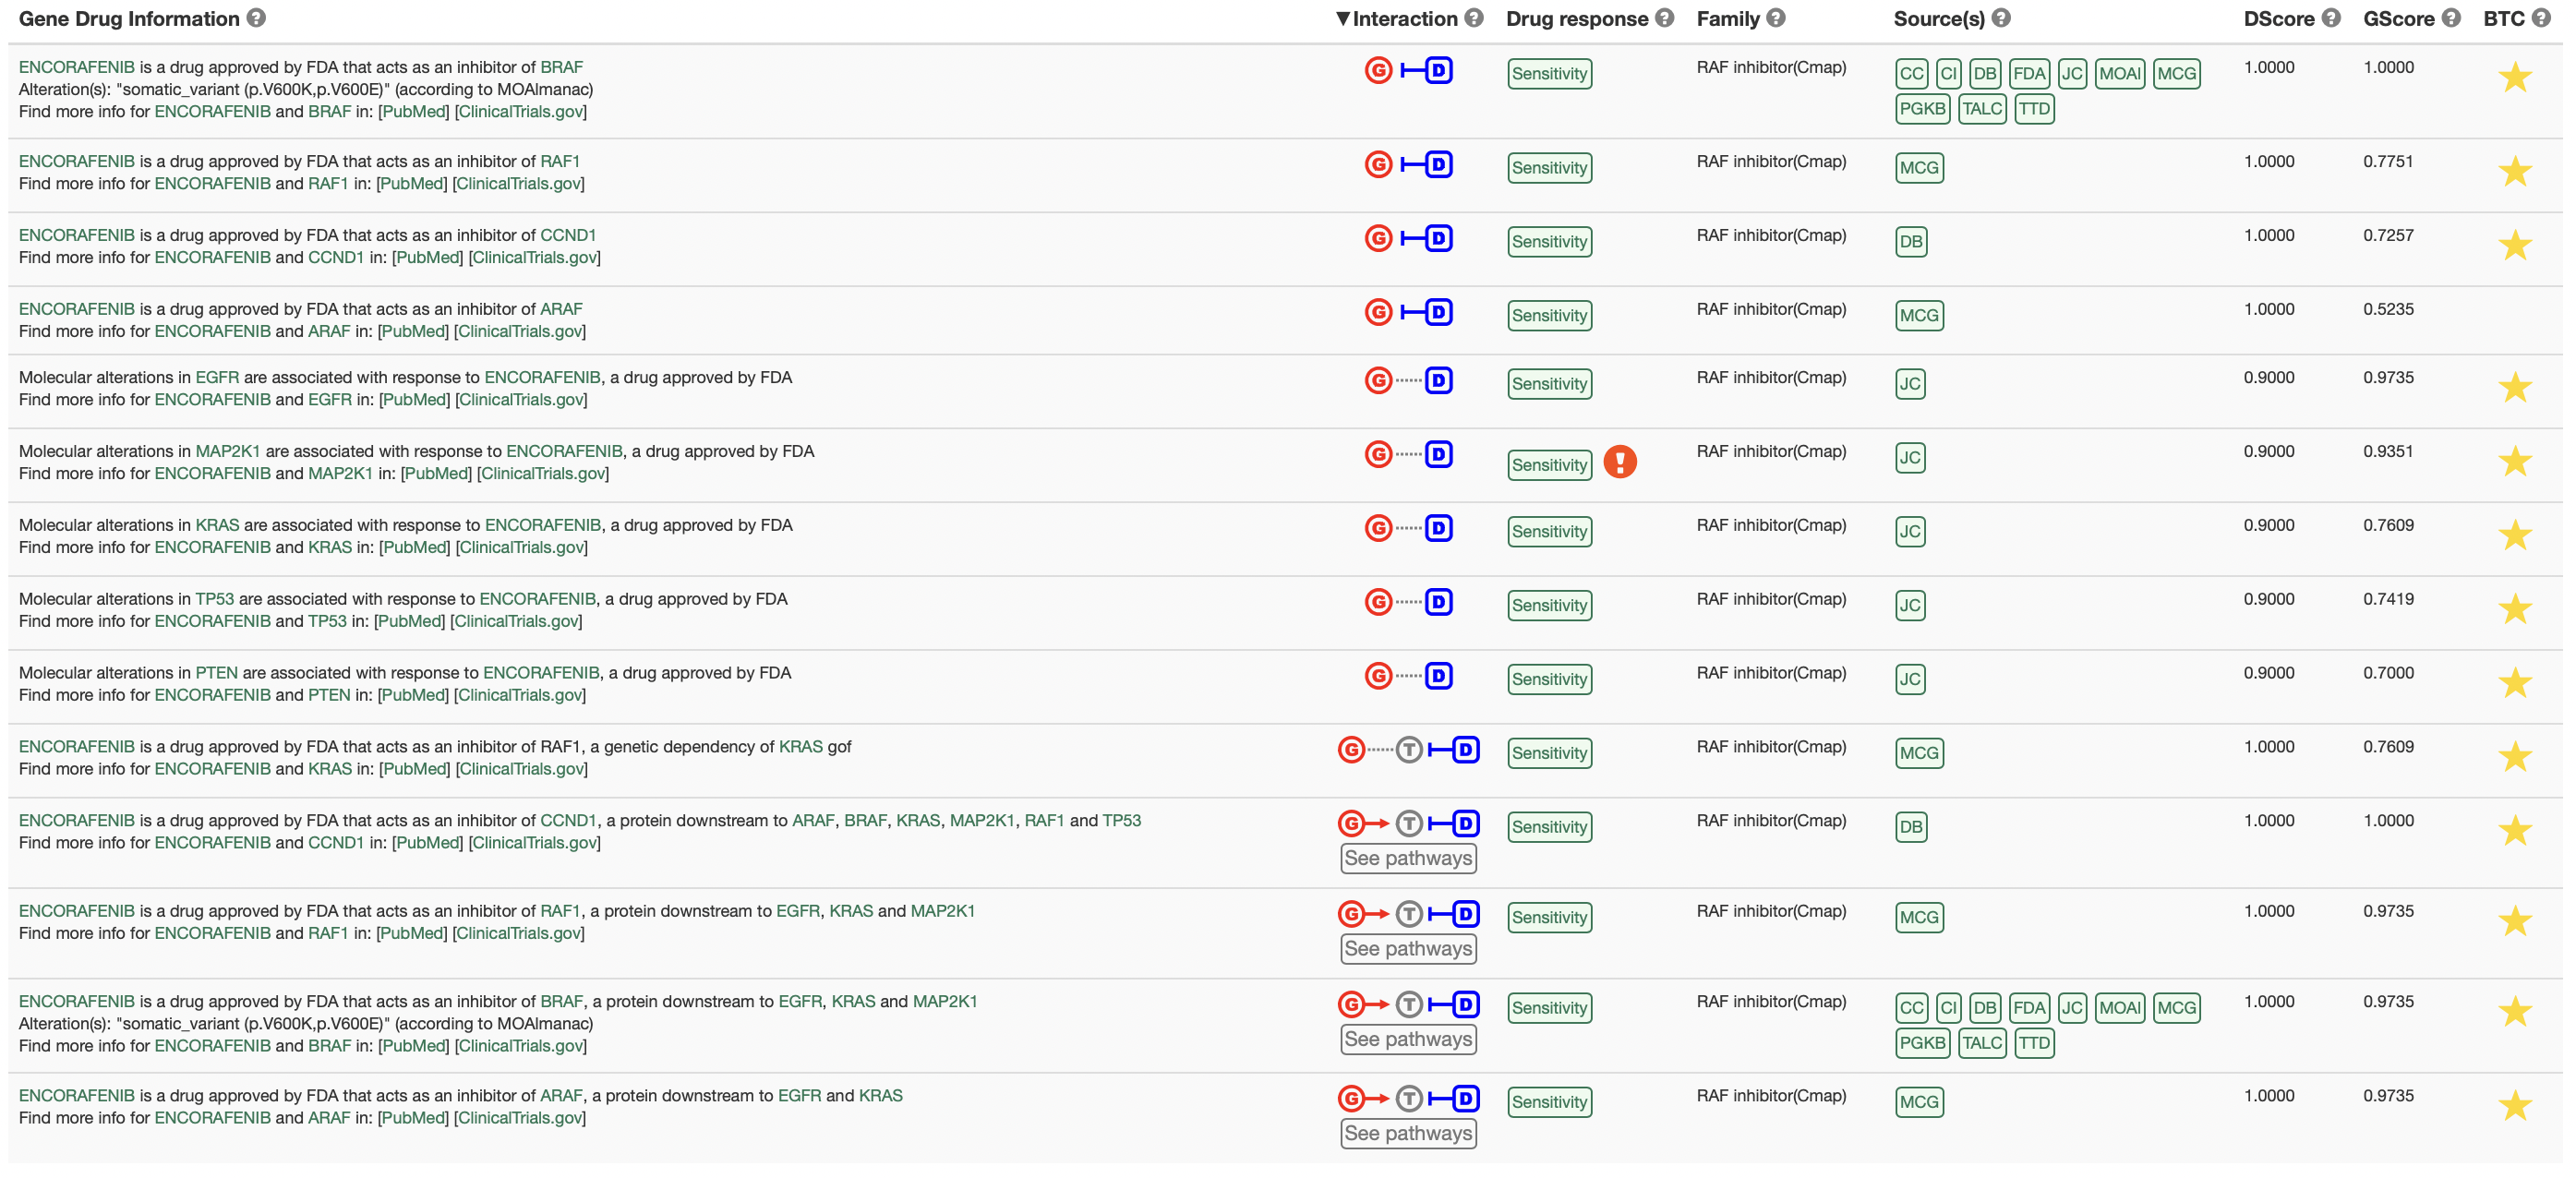 Gene Drug Information ? ▼Interaction ? Drug response ? Family ? Source(s) ? DScore ? GScore ? BTC ?
ENCORAFENIB is a drug approved by FDA that acts as an inhibitor of BRAF G D Sensitivity RAF inhibitor(Cmap) CC CI DB FDA JC MOAl MCG 1.0000 1.0000
Alteration(s): "somatic_variant (p.V600K,p.V600E)" (according to MOAlmanac)
Find more info for ENCORAFENIB and BRAF in: [PubMed] [ClinicalTrials.gov] PGKB TALC TTD
ENCORAFENIB is a drug approved by FDA that acts as an inhibitor of RAF1 G D Sensitivity RAF inhibitor(Cmap) MCG 1.0000 0.7751
Find more info for ENCORAFENIB and RAF1 in: [PubMed] [ClinicalTrials.gov]
ENCORAFENIB is a drug approved by FDA that acts as an inhibitor of CCND1 G D Sensitivity RAF inhibitor(Cmap) DB 1.0000 0.7257
Find more info for ENCORAFENIB and CCND1 in: [PubMed] [ClinicalTrials.gov]
ENCORAFENIB is a drug approved by FDA that acts as an inhibitor of ARAF G D Sensitivity RAF inhibitor(Cmap) MCG 1.0000 0.5235
Find more info for ENCORAFENIB and ARAF in: [PubMed] [ClinicalTrials.gov]
Molecular alterations in EGFR are associated with response to ENCORAFENIB, a drug approved by FDA G D Sensitivity RAF inhibitor(Cmap) JC 0.9000 0.9735
Find more info for ENCORAFENIB and EGFR in: [PubMed] [ClinicalTrials.gov]
Molecular alterations in MAP2K1 are associated with response to ENCORAFENIB, a drug approved by FDA G D Sensitivity ! RAF inhibitor(Cmap) JC 0.9000 0.9351
Find more info for ENCORAFENIB and MAP2K1 in: [PubMed] [ClinicalTrials.gov]
Molecular alterations in KRAS are associated with response to ENCORAFENIB, a drug approved by FDA G D Sensitivity RAF inhibitor(Cmap) JC 0.9000 0.7609
Find more info for ENCORAFENIB and KRAS in: [PubMed] [ClinicalTrials.gov]
Molecular alterations in TP53 are associated with response to ENCORAFENIB, a drug approved by FDA G D Sensitivity RAF inhibitor(Cmap) JC 0.9000 0.7419
Find more info for ENCORAFENIB and TP53 in: [PubMed] [ClinicalTrials.gov]
Molecular alterations in PTEN are associated with response to ENCORAFENIB, a drug approved by FDA G D Sensitivity RAF inhibitor(Cmap) JC 0.9000 0.7000
Find more info for ENCORAFENIB and PTEN in: [PubMed] [ClinicalTrials.gov]
ENCORAFENIB is a drug approved by FDA that acts as an inhibitor of RAF1, a genetic dependency of KRAS gof G T D Sensitivity RAF inhibitor(Cmap) MCG 1.0000 0.7609
Find more info for ENCORAFENIB and KRAS in: [PubMed] [ClinicalTrials.gov]
ENCORAFENIB is a drug approved by FDA that acts as an inhibitor of CCND1, a protein downstream to ARAF, BRAF, KRAS, MAP2K1, RAF1 and TP53 G T D Sensitivity RAF inhibitor(Cmap) DB 1.0000 1.0000
Find more info for ENCORAFENIB and CCND1 in: [PubMed] [ClinicalTrials.gov] See pathways
ENCORAFENIB is a drug approved by FDA that acts as an inhibitor of RAF1, a protein downstream to EGFR, KRAS and MAP2K1 G T D Sensitivity RAF inhibitor(Cmap) MCG 1.0000 0.9735
Find more info for ENCORAFENIB and RAF1 in: [PubMed] [ClinicalTrials.gov] See pathways
ENCORAFENIB is a drug approved by FDA that acts as an inhibitor of BRAF, a protein downstream to EGFR, KRAS and MAP2K1 G T D Sensitivity RAF inhibitor(Cmap) CC CI DB FDA JC MOAl MCG 1.0000 0.9735
Alteration(s): "somatic_variant (p.V600K,p.V600E)" (according to MOAlmanac) See pathways
Find more info for ENCORAFENIB and BRAF in: [PubMed] [ClinicalTrials.gov] PGKB TALC TTD
ENCORAFENIB is a drug approved by FDA that acts as an inhibitor of ARAF, a protein downstream to EGFR and KRAS G T D Sensitivity RAF inhibitor(Cmap) MCG 1.0000 0.9735
Find more info for ENCORAFENIB and ARAF in: [PubMed] [ClinicalTrials.gov] See pathways